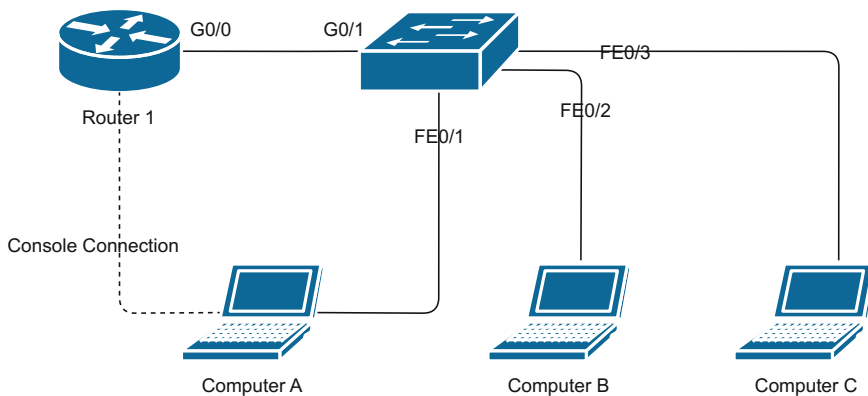 G0/0
G0/1
FE0/3
Router 1
FE0/2
FE0/1
Console Connection
Computer A
Computer B
Computer C